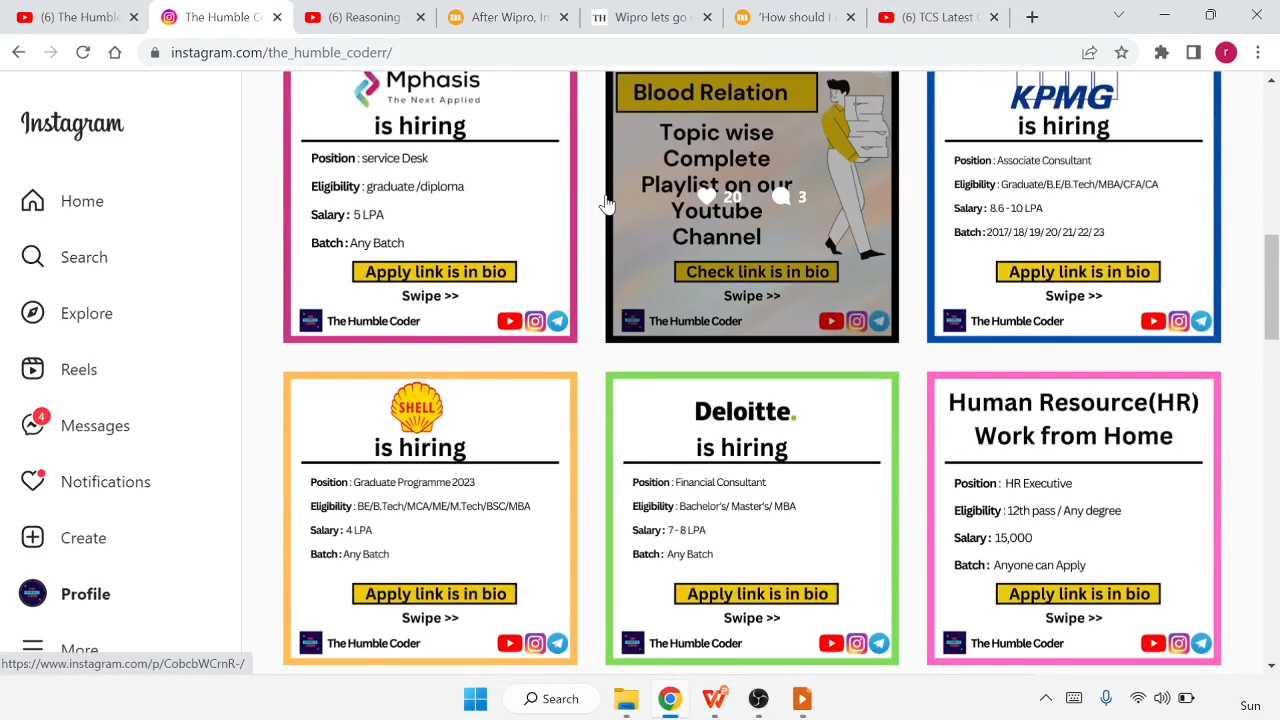 (6) Yout
The Humble C
(6) Reasoning -
After Wipro, In
TH
Wipro lets go
'How should I
(6) TCS Latest
instagram.com/the_humble_coderr/
r
Instagram
Home
Search
Explore
Reels
4
Messages
Notifications
Create
Profile
More
https://www.instagram.com/p/CobcbWCrnR-/
Mphasis
The Next Applied
is hiring
Position : service Desk
Eligibility : graduate /diploma
Salary : 5 LPA
Batch : Any Batch
Apply link is in bio
Swipe >>
The Humble Coder
Blood Relation
Topic wise
Complete
Playlist on our
20
3
Youtube
Channel
Check link is in bio
Swipe >>
The Humble Coder
KPMG
is hiring
Position : Associate Consultant
Eligibility : Graduate/B.E/B.Tech/MBA/CFA/CA
Salary : 8.6 - 10 LPA
Batch : 2017/ 18/ 19/ 20/ 21/ 22/ 23
Apply link is in bio
Swipe >>
The Humble Coder
SHELL
is hiring
Position : Graduate Programme 2023
Eligibility : BE/B.Tech/MCA/ME/M.Tech/BSC/MBA
Salary : 4 LPA
Batch : Any Batch
Apply link is in bio
Swipe >>
The Humble Coder
Deloitte.
is hiring
Position : Financial Consultant
Eligibility : Bachelor's/ Master's/ MBA
Salary : 7 - 8 LPA
Batch : Any Batch
Apply link is in bio
Swipe >>
The Humble Coder
Human Resource(HR)
Work from Home
Position : HR Executive
Eligibility : 12th pass / Any degree
Salary : 15,000
Batch : Anyone can Apply
Apply link is in bio
Swipe >>
The Humble Coder
Search
Sun